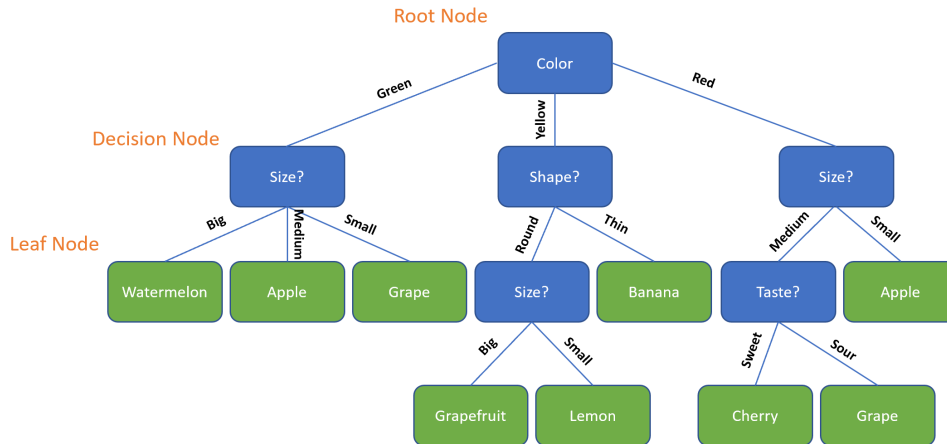 Root Node
Color
Green
Yellow
Red
Decision Node
Size?
Shape?
Size?
Big
Medium
Small
Round
Thin
Medium
Small
Leaf Node
Watermelon
Apple
Grape
Size?
Banana
Taste?
Apple
Big
Small
Sweet
Sour
Grapefruit
Lemon
Cherry
Grape